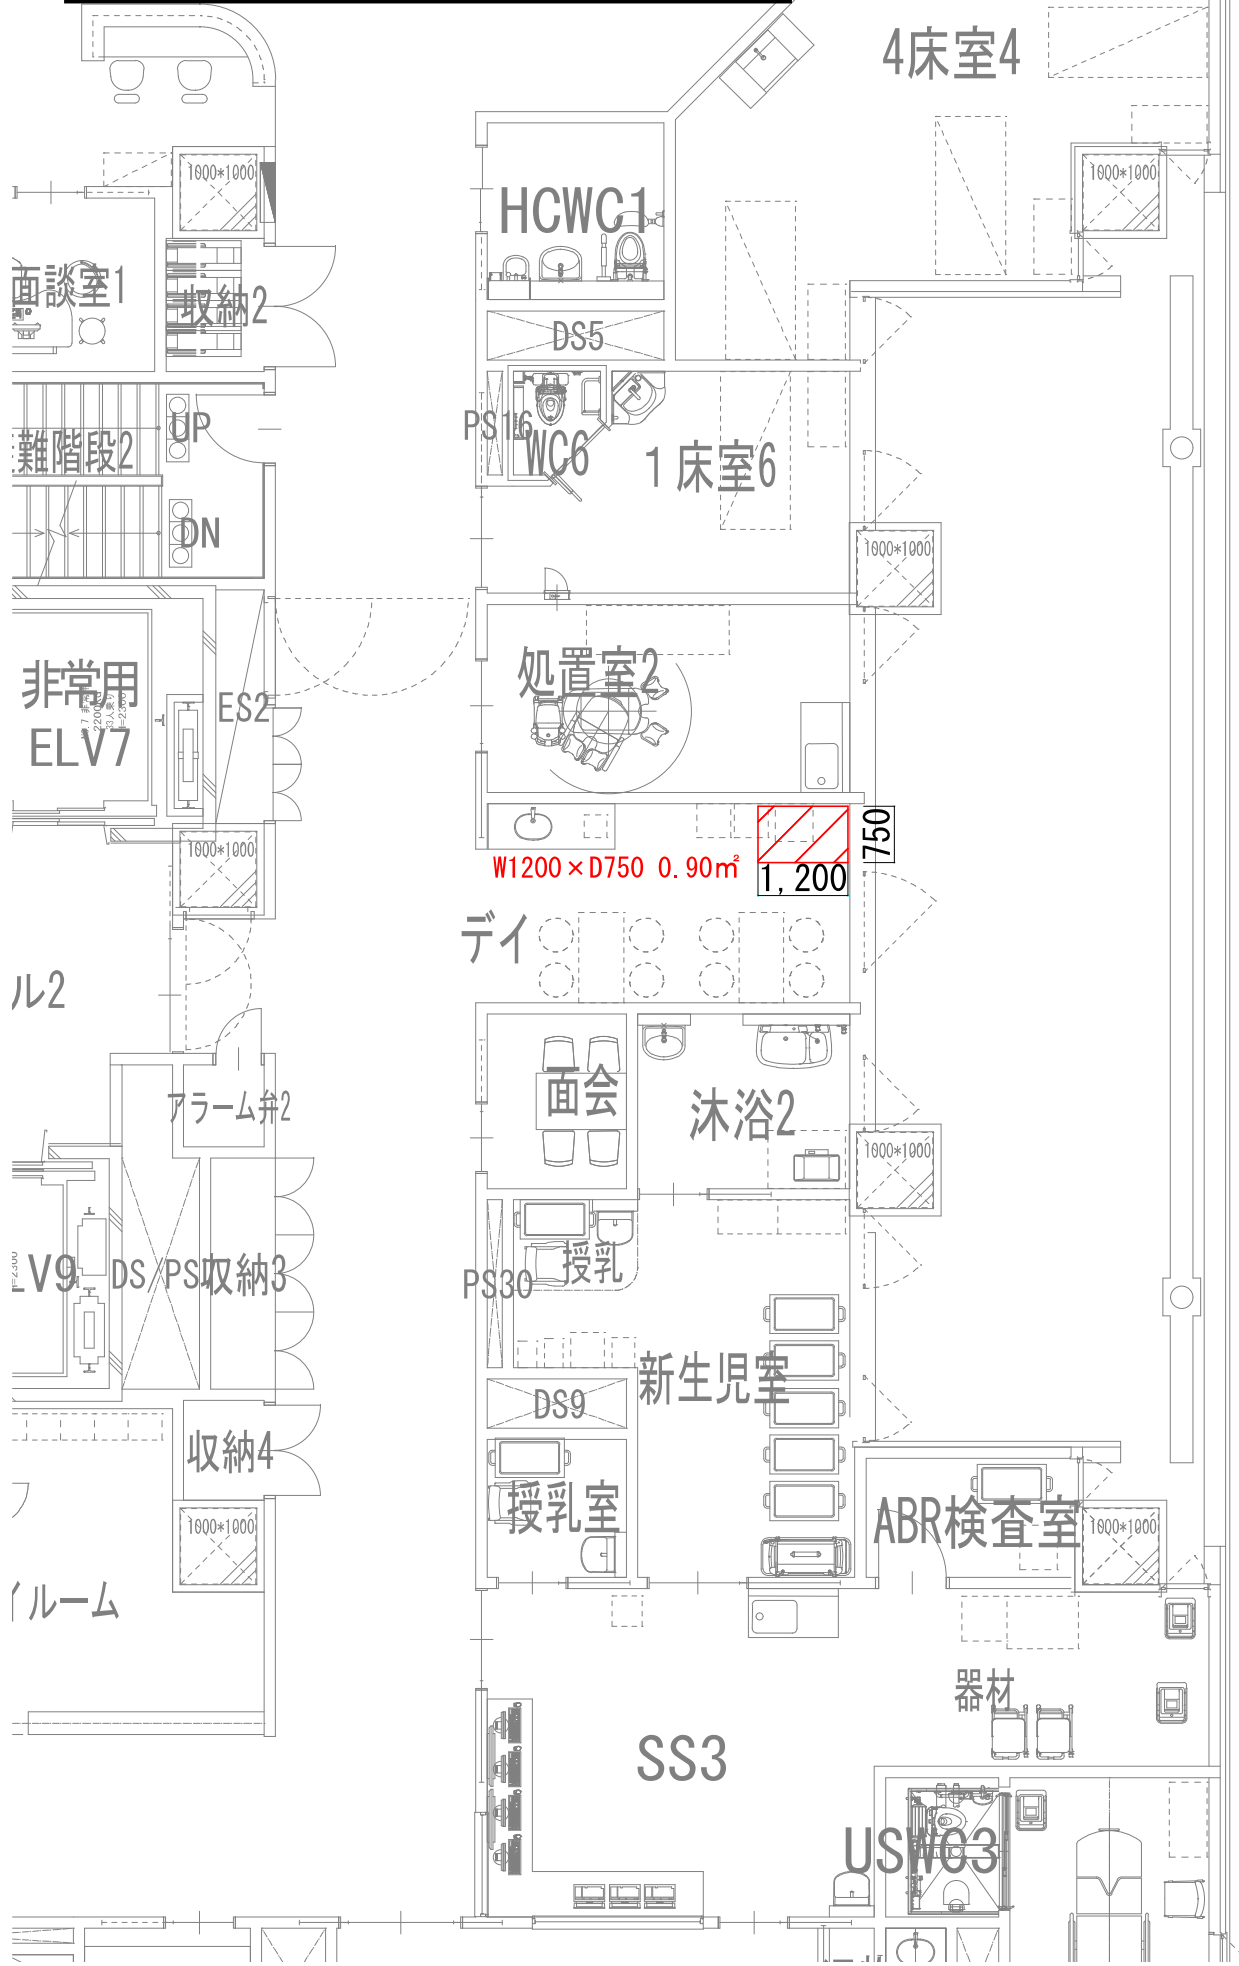 4床室4
1000*1000
1000*1000
HCWC1
面談室1
収納2
DS5
PS16
UP
WC6
1床室6
難階段2
DN
1000*1000
処置室2
非常用
ELV7
ES2
750
1000*1000
W1200×D750 0.90㎡
1,200
デイ
ル2
面会
アラーム弁2
沐浴2
1000*1000
授乳
LV9
DS/PS
収納3
PS30
新生児室
DS9
収納4
授乳室
ABR検査室
1000*1000
1000*1000
イルーム
器材
SS3
USWC3